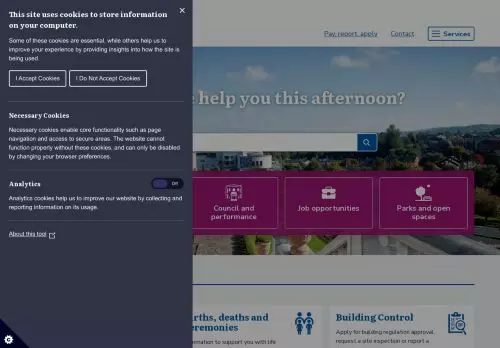 This site uses cookies to store information
on your computer.
Some of these cookies are essential, while others help us to
improve your experience by providing insights into how the site is
being used.
I Accept Cookies
I Do Not Accept Cookies
Necessary Cookies
Necessary cookies enable core functionality such as page
navigation and access to secure areas. The website cannot
function properly without these cookies, and can only be disabled
by changing your browser preferences.
Analytics
Off
Analytics cookies help us to improve our website by collecting and
reporting information on its usage.
About this tool
Pay, report, apply
Contact
Services
help you this afternoon?
Council and
performance
Job opportunities
Parks and open
spaces
rths, deaths and
eremonies
ormation to support you with life
Building Control
Apply for building regulation approval,
request a site inspection or report a